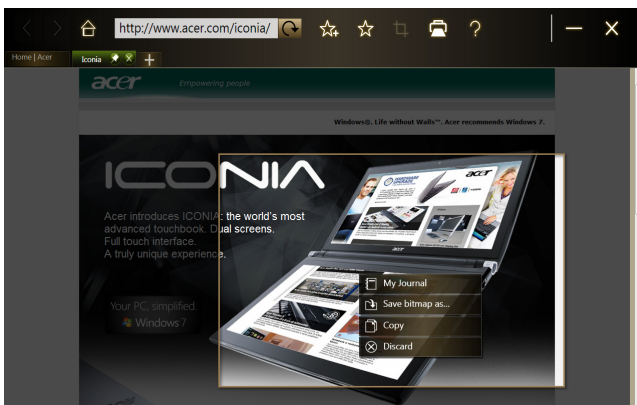 http://www.acer.com/iconia/
Home | Acer
Iconia
acer
Empowering people
Windows®. Life without Walls™. Acer recommends Windows 7.
ICONIA
Acer introduces ICONIA: the world's most
advanced touchbook. Dual screens.
Full touch interface.
A truly unique experience.
Your PC, simplified.
Windows 7
acer
HARDWARE
UPGRADE
acer
My Journal
Save bitmap as...
Copy
Discard